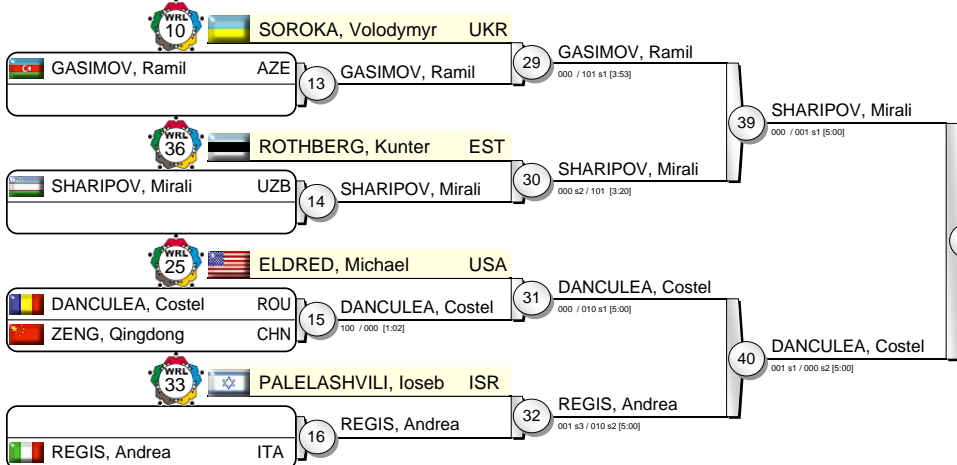 WRL
10
SOROKA, Volodymyr UKR
GASIMOV, Ramil AZE
13
GASIMOV, Ramil
29
GASIMOV, Ramil
000 / 101 s1 [3:53]
WRL
36
ROTHBERG, Kunter EST
SHARIPOV, Mirali UZB
14
SHARIPOV, Mirali
30
SHARIPOV, Mirali
000 s2 / 101 [3:20]
39
SHARIPOV, Mirali
000 / 001 s1 [5:00]
WRL
25
ELDRED, Michael USA
DANCULEA, Costel ROU
ZENG, Qingdong CHN
15
DANCULEA, Costel
100 / 000 [1:02]
31
DANCULEA, Costel
000 / 010 s1 [5:00]
WRL
33
PALELASHVILI, Ioseb ISR
REGIS, Andrea ITA
16
REGIS, Andrea
32
REGIS, Andrea
001 s3 / 010 s2 [5:00]
40
DANCULEA, Costel
001 s1 / 000 s2 [5:00]